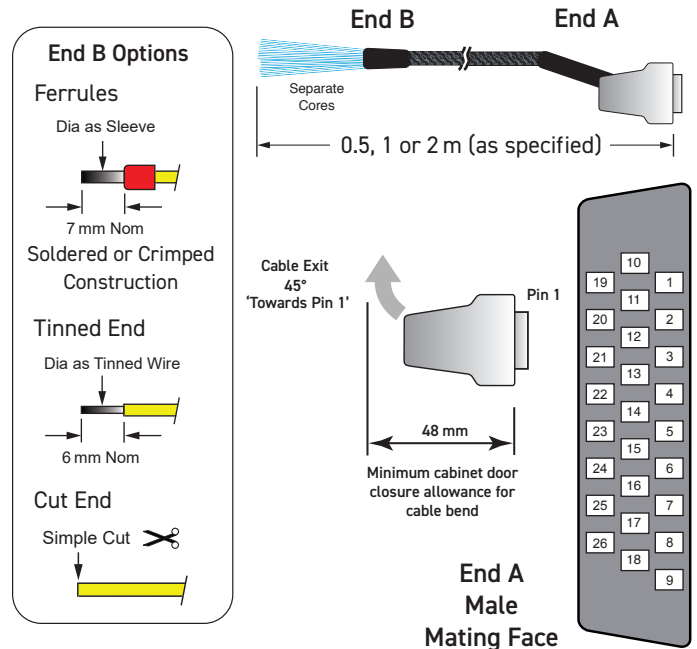 End B Options
Ferrules
Dia as Sleeve
7 mm Nom
Soldered or Crimped
Construction
Tinned End
Dia as Tinned Wire
6 mm Nom
Cut End
Simple Cut
End B
End A
Separate
Cores
0.5, 1 or 2 m (as specified)
Cable Exit
45°
‘Towards Pin 1’
Pin 1
48 mm
Minimum cabinet door
closure allowance for
cable bend
10
19
1
11
20
2
12
21
3
13
22
4
14
23
5
15
24
6
16
25
7
17
26
8
18
9
End A
Male
Mating Face